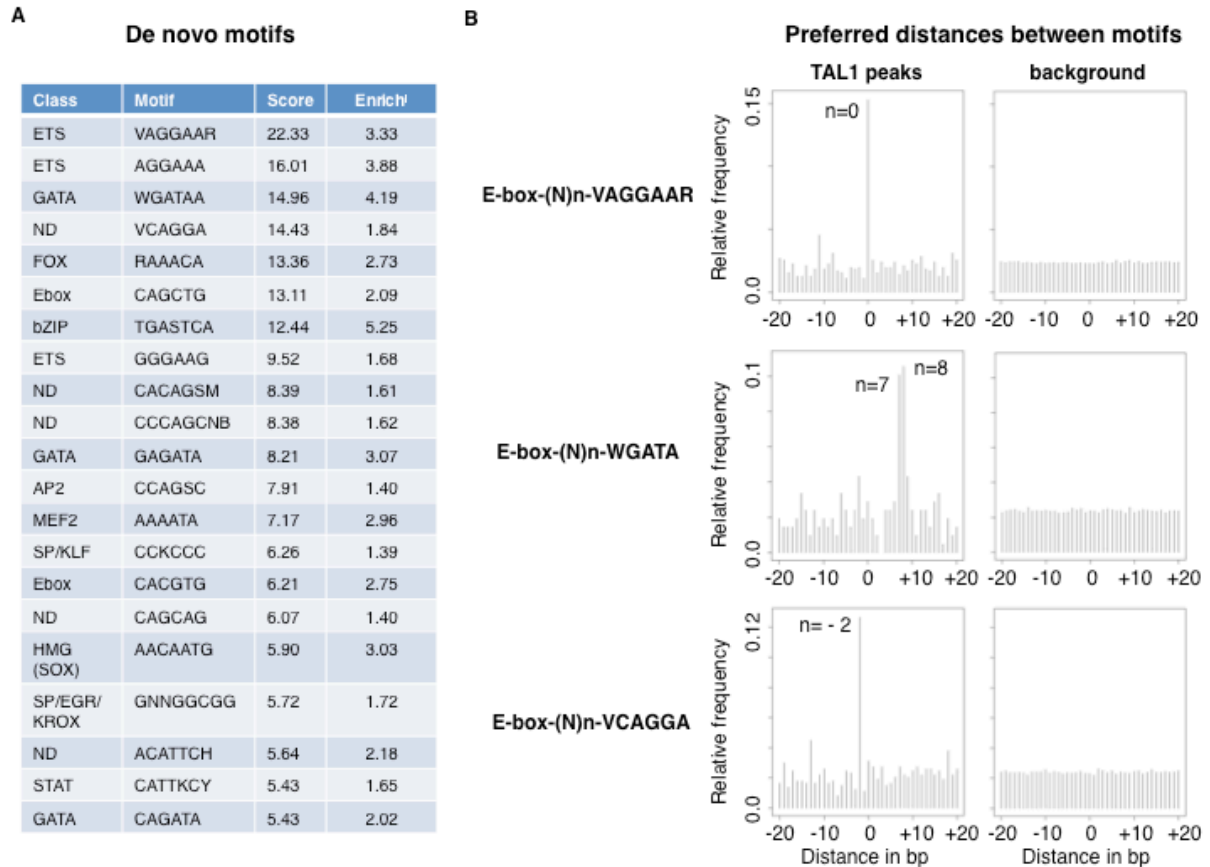 A
De novo motifs
Class Motif Score Enrich
ETS VAGGAAR 22.33 3.33
ETS AGGAAA 16.01 3.88
GATA WGATAA 14.96 4.19
ND VCAGGA 14.43 1.84
FOX RAAACA 13.36 2.73
Ebox CAGCTG 13.11 2.09
bZIP TGASTCA 12.44 5.25
ETS GGGAAG 9.52 1.68
ND CACAGSM 8.39 1.61
ND CCCAGCNB 8.38 1.62
GATA GAGATA 8.21 3.07
AP2 CCAGSC 7.91 1.40
MEF2 AAAATA 7.17 2.96
SP/KLF CCKCCC 6.26 1.39
Ebox CACGTG 6.21 2.75
ND CAGCAG 6.07 1.40
HMG AACAATG 5.90 3.03
(SOX)
SP/EGR/ GNNGGCGG 5.72 1.72
KROX
ND ACATTCH 5.64 2.18
STAT CATTKCY 5.43 1.65
GATA CAGATA 5.43 2.02
B
Preferred distances between motifs
TAL1 peaks background
E-box-(N)n-VAGGAAR
Relative frequency
0.15
0.0
n=0
-20 -10 0 +10 +20
-20 -10 0 +10 +20
E-box-(N)n-WGATA
Relative frequency
0.1
0.0
n=7
n=8
-20 -10 0 +10 +20
-20 -10 0 +10 +20
E-box-(N)n-VCAGGA
Relative frequency
0.12
0.0
n= - 2
-20 -10 0 +10 +20
-20 -10 0 +10 +20
Distance in bp
Distance in bp